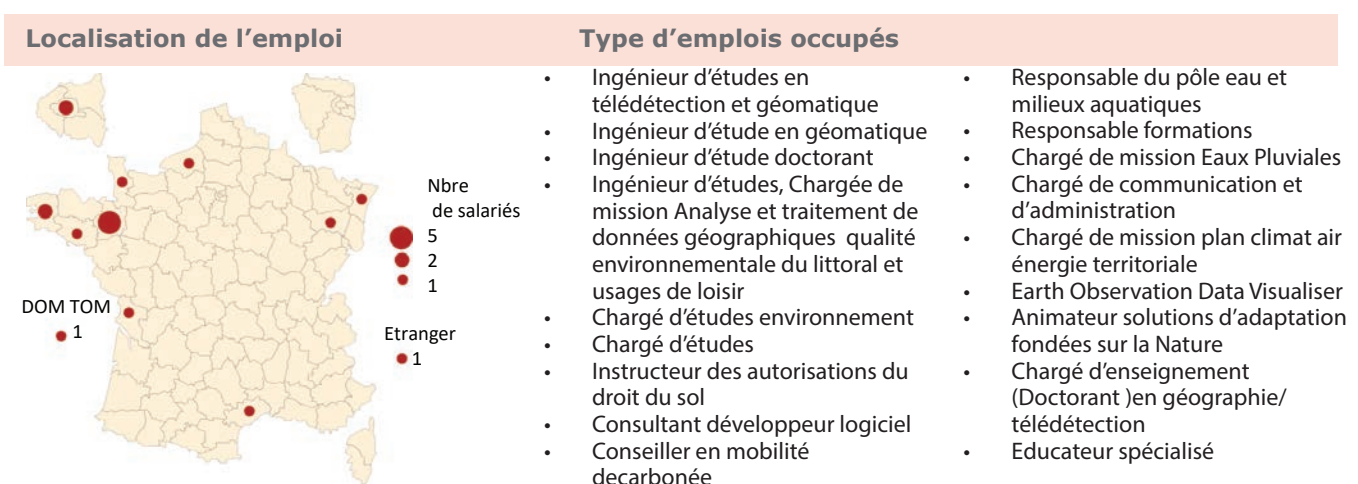 Localisation de l’emploi
Type d’emplois occupés
Nbre
de salariés
5
2
1
DOM TOM
1
Etranger
1
• Ingénieur d’études en
télédétection et géomatique
• Ingénieur d’étude en géomatique
• Ingénieur d’étude doctorant
• Ingénieur d’études, Chargée de
mission Analyse et traitement de
données géographiques qualité
environnementale du littoral et
usages de loisir
• Chargé d’études environnement
• Chargé d’études
• Instructeur des autorisations du
droit du sol
• Consultant développeur logiciel
• Conseiller en mobilité
decarbonée
• Responsable du pôle eau et
milieux aquatiques
• Responsable formations
• Chargé de mission Eaux Pluviales
• Chargé de communication et
d’administration
• Chargé de mission plan climat air
énergie territoriale
• Earth Observation Data Visualiser
• Animateur solutions d’adaptation
fondées sur la Nature
• Chargé d’enseignement
(Doctorant )en géographie/
télédétection
• Educateur spécialisé